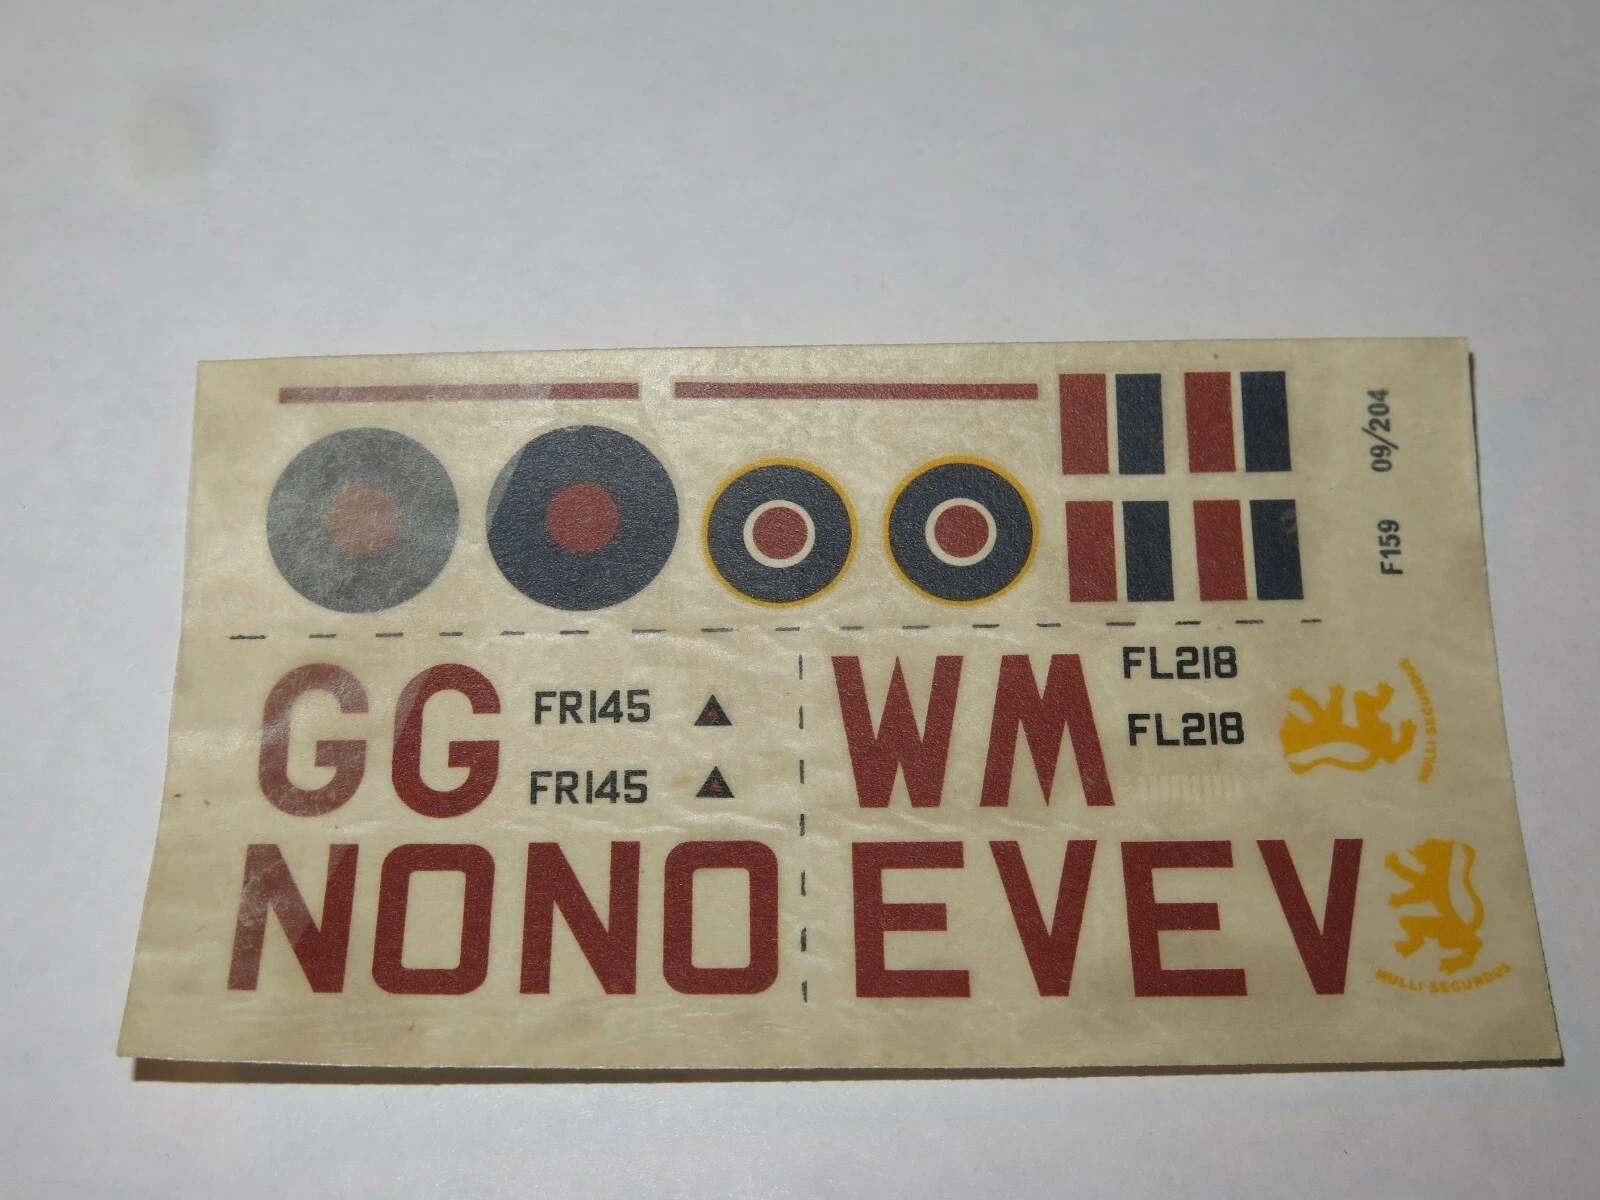 F159 09/204
GG
FR145
FR145
NONO
WM
FL218
FL218
EVEV
NULLI SECUNDUS
NULLI SECUNDUS